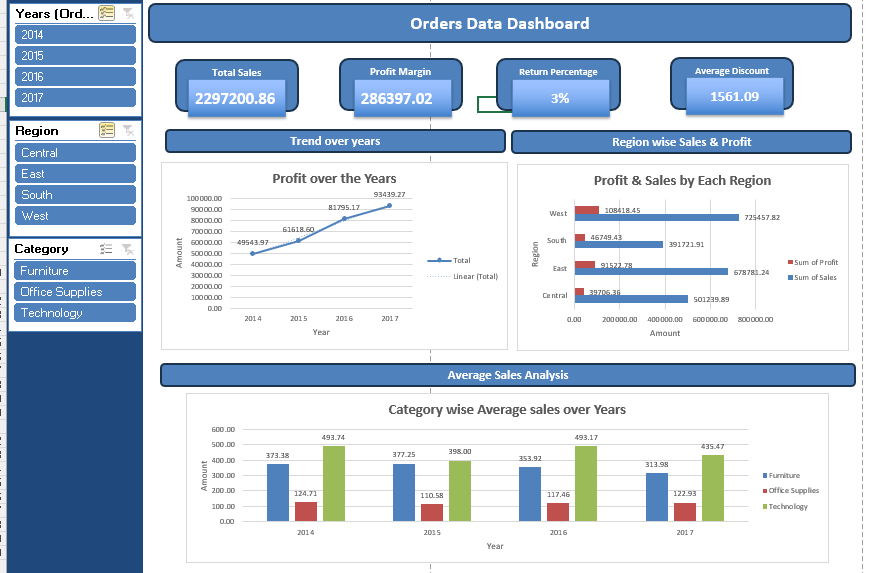 Years (Ord...
2014
2015
2016
2017
Region
Central
East
South
West
Category
Furniture
Office Supplies
Technology
Orders Data Dashboard
Total Sales
2297200.86
Profit Margin
286397.02
Return Percentage
3%
Average Discount
1561.09
Trend over years
Region wise Sales & Profit
Profit over the Years
100000.00
90000.00
80000.00
70000.00
60000.00
50000.00
40000.00
30000.00
20000.00
10000.00
0.00
Amount
49543.97
61618.60
81795.17
93439.27
2014 2015 2016 2017
Year
Total
Linear (Total)
Profit & Sales by Each Region
Region
West
108418.45
725457.82
South
46749.43
391721.91
East
91522.78
678781.24
Central
39706.36
501239.89
0.00 200000.00 400000.00 600000.00 800000.00
Amount
Sum of Profit
Sum of Sales
Average Sales Analysis
Category wise Average sales over Years
600.00
500.00
400.00
300.00
200.00
100.00
0.00
Amount
373.38 124.71 493.74
377.25 110.58 398.00
353.92 117.46 493.17
313.98 122.93 435.47
2014 2015 2016 2017
Year
Furniture
Office Supplies
Technology